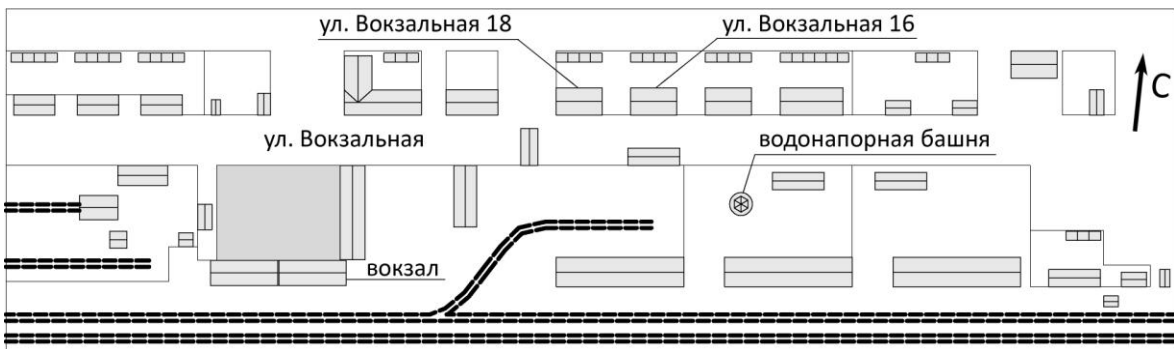 ул. Вокзальная 18
ул. Вокзальная 16
С
ул. Вокзальная
водонапорная башня
вокзал